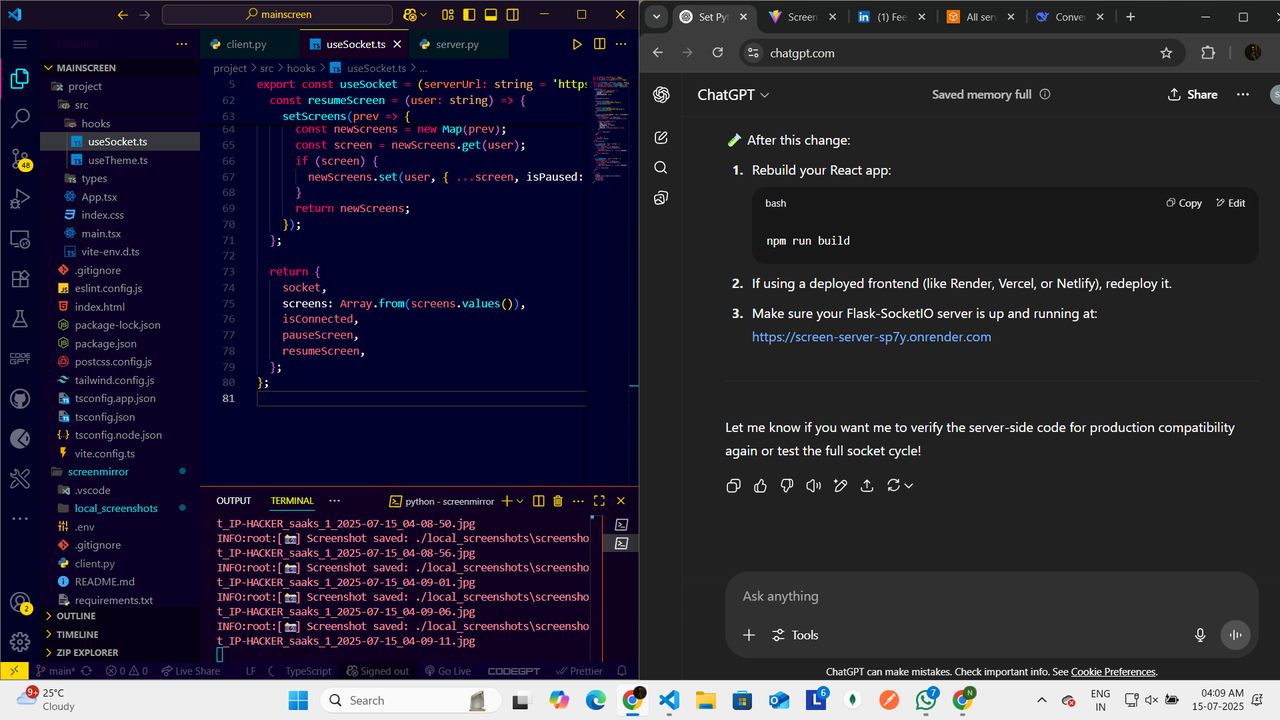 mainscreen
EXPLORER
MAINSCREEN
project
src
hooks
useSocket.ts
useTheme.ts
types
App.tsx
index.css
main.tsx
vite-env.d.ts
.gitignore
eslint.config.js
index.html
package-lock.json
package.json
postcss.config.js
tailwind.config.js
tsconfig.app.json
tsconfig.json
tsconfig.node.json
vite.config.ts
screenmirror
.vscode
local_screenshots
.env
.gitignore
client.py
README.md
requirements.txt
OUTLINE
TIMELINE
ZIP EXPLORER
48
CODE
GPT
2
client.py
useSocket.ts
server.py
project > src > hooks > useSocket.ts > ...
5 export const useSocket = (serverUrl: string = 'https
62 const resumeScreen = (user: string) => {
63 setScreens(prev => {
64 const newScreens = new Map(prev);
65 const screen = newScreens.get(user);
66 if (screen) {
67 newScreens.set(user, { ...screen, isPaused:
68 }
69 return newScreens;
70 });
71 };
72
73 return {
74 socket,
75 screens: Array.from(screens.values()),
76 isConnected,
77 pauseScreen,
78 resumeScreen,
79 };
80 };
81
OUTPUT TERMINAL ··· python - screenmirror
t_IP-HACKER_saaks_1_2025-07-15_04-08-50.jpg
INFO:root:[📸] Screenshot saved: ./local_screenshots\screensho
t_IP-HACKER_saaks_1_2025-07-15_04-08-56.jpg
INFO:root:[📸] Screenshot saved: ./local_screenshots\screensho
t_IP-HACKER_saaks_1_2025-07-15_04-09-01.jpg
INFO:root:[📸] Screenshot saved: ./local_screenshots\screensho
t_IP-HACKER_saaks_1_2025-07-15_04-09-06.jpg
INFO:root:[📸] Screenshot saved: ./local_screenshots\screensho
t_IP-HACKER_saaks_1_2025-07-15_04-09-11.jpg
main* 0 0 Live Share LF TypeScript Signed out Go Live CODEGPT Prettier
Set Pyt
Screen
(1) Fee
All serv
Conver
chatgpt.com
ChatGPT
Saved memory full
Share
S
🧪 After this change:
1. Rebuild your React app:
bash
Copy Edit
npm run build
2. If using a deployed frontend (like Render, Vercel, or Netlify), redeploy it.
3. Make sure your Flask-SocketIO server is up and running at:
https://screen-server-sp7y.onrender.com
Let me know if you want me to verify the server-side code for production compatibility
again or test the full socket cycle!
Ask anything
Tools
ChatGPT can make mistakes. Check important info. See Cookie Preferences.
9+
25°C
Cloudy
Search
L
6
7
N
ENG
IN
04:09 AM
15-07-2025